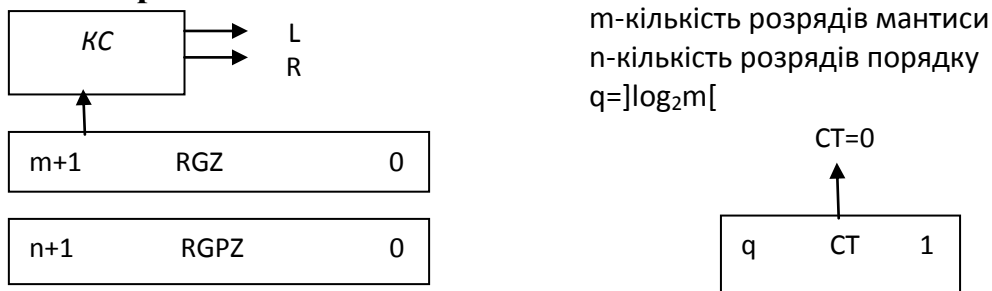 КС
L
R
m+1 RGZ 0
n+1 RGPZ 0
m-кількість розрядів мантиси
n-кількість розрядів порядку
q=]log₂m[
CT=0
q CT 1